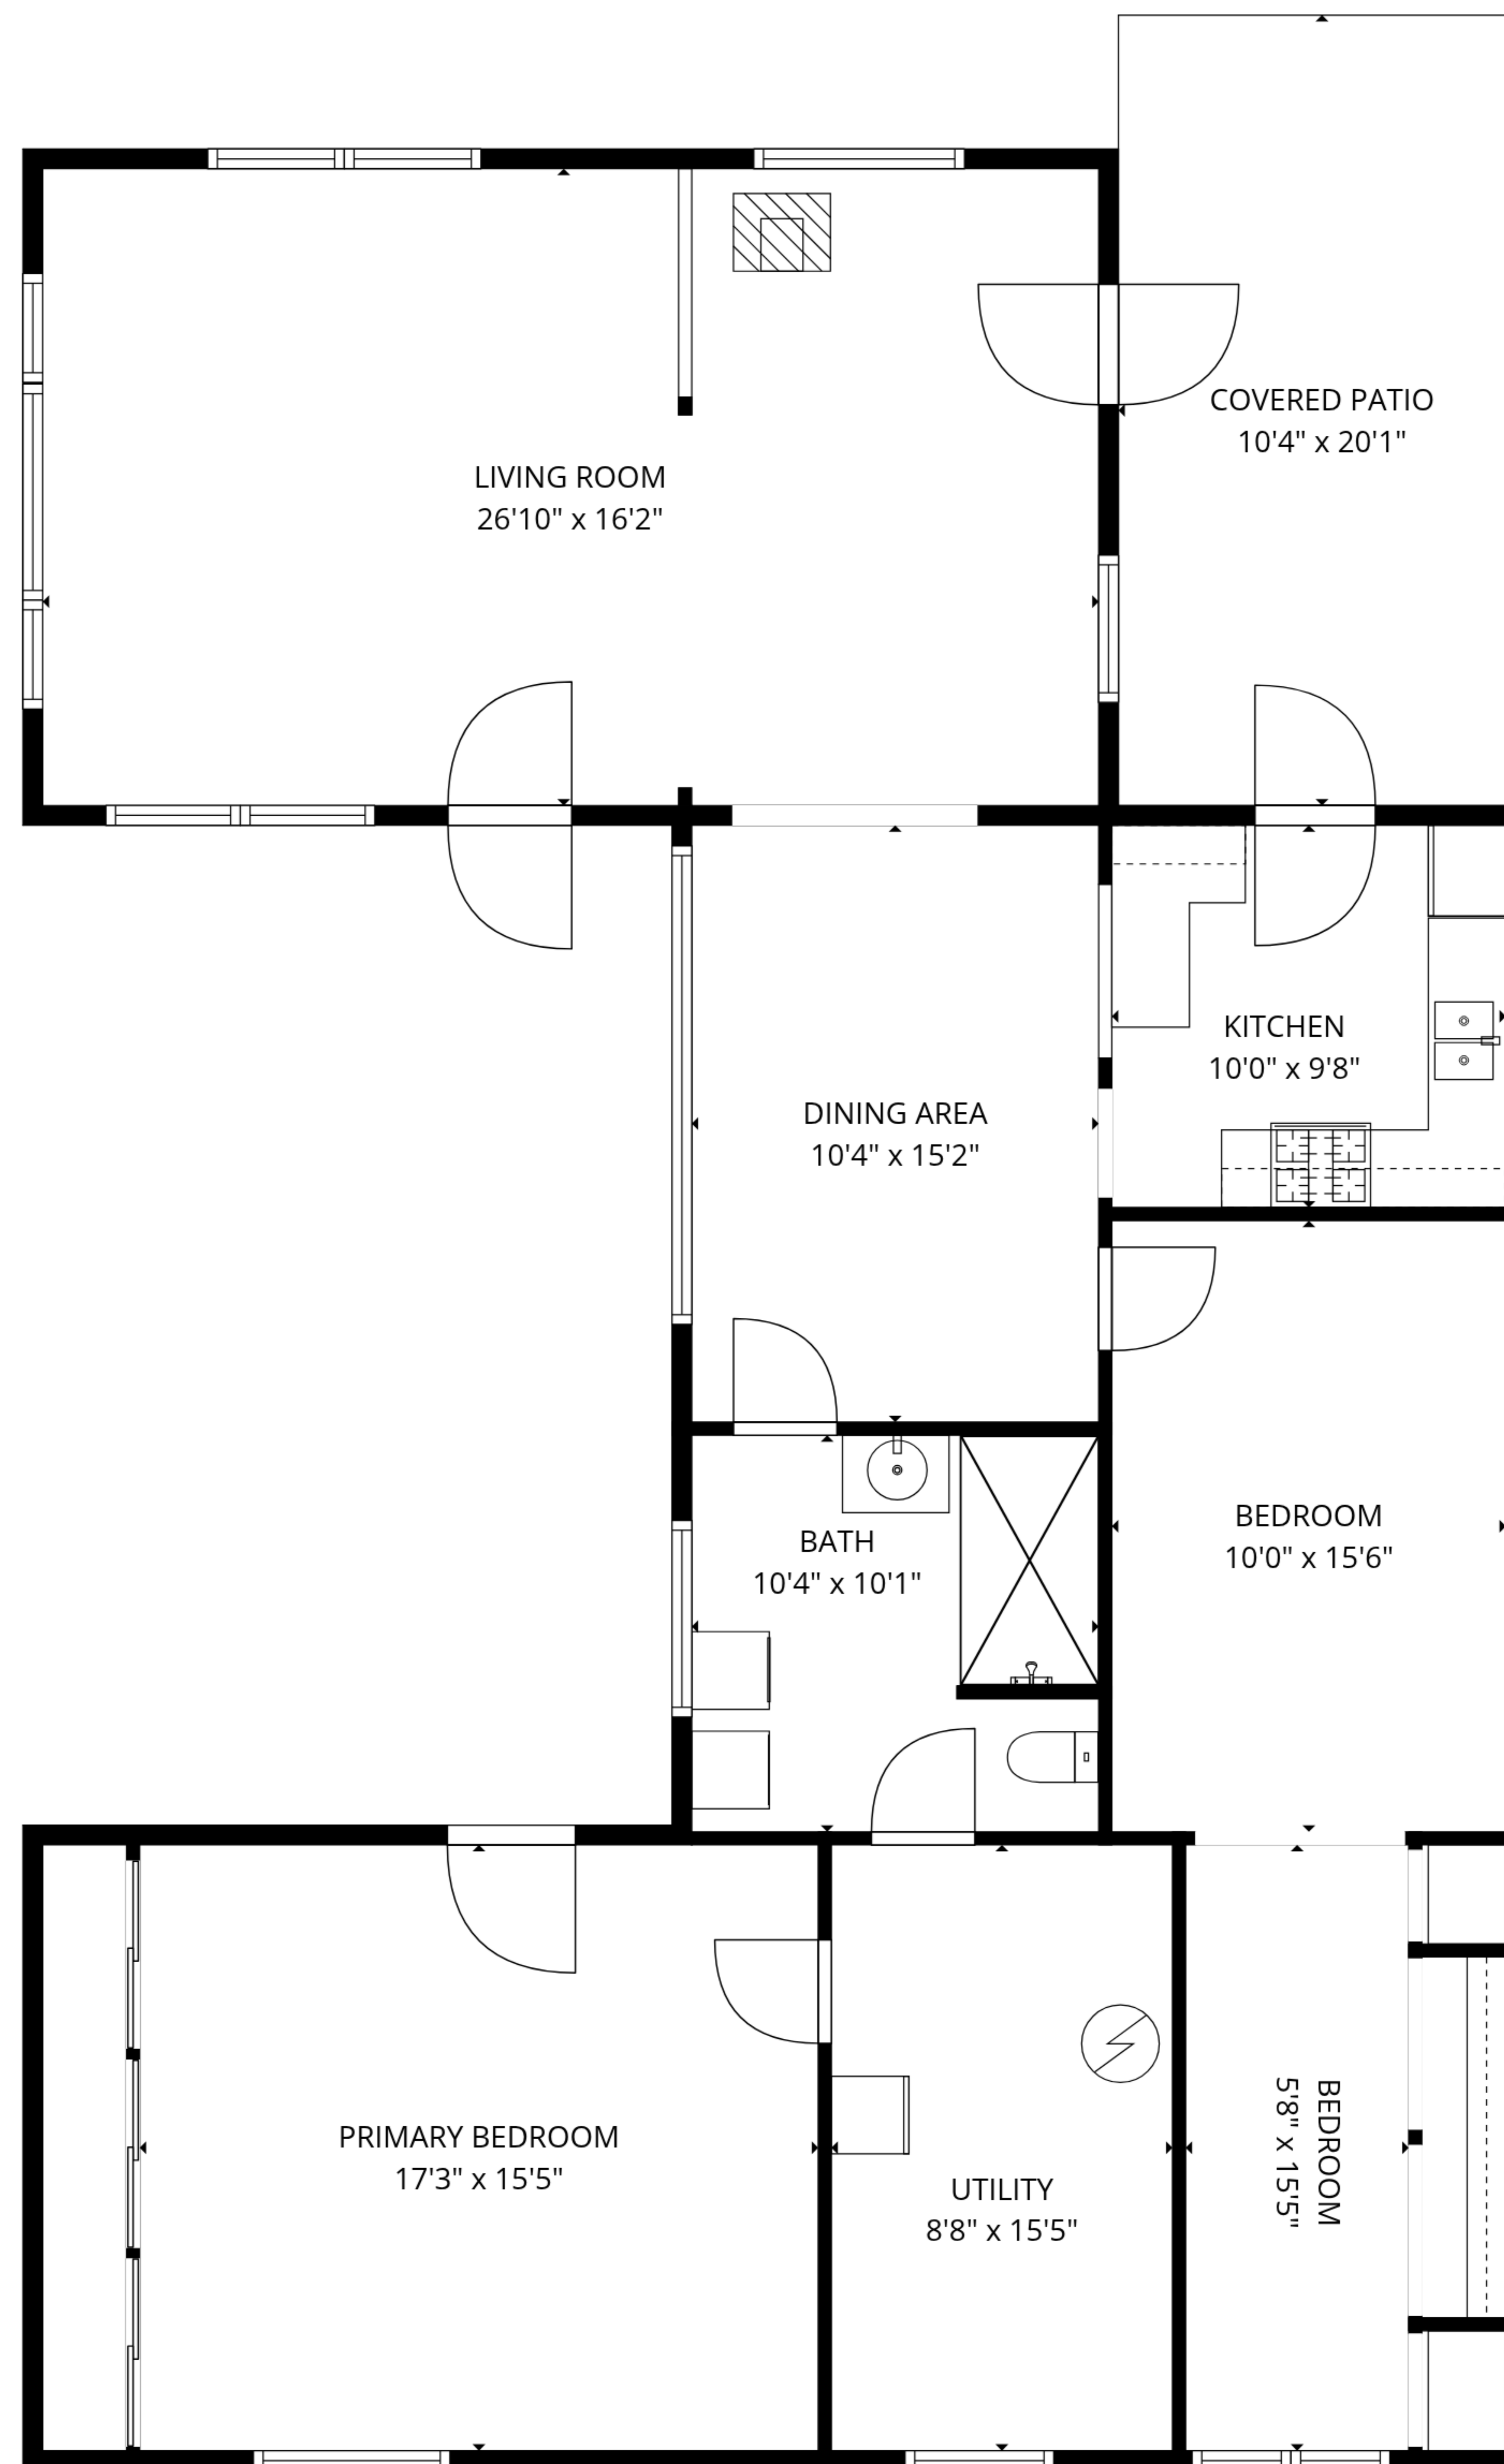 COVERED PATIO
10'4" x 20'1"
LIVING ROOM
26'10" x 16'2"
KITCHEN
10'0" x 9'8"
DINING AREA
10'4" x 15'2"
BEDROOM
10'0" x 15'6"
BATH
10'4" x 10'1"
PRIMARY BEDROOM
17'3" x 15'5"
UTILITY
8'8" x 15'5"
BEDROOM
5'8" x 15'5"